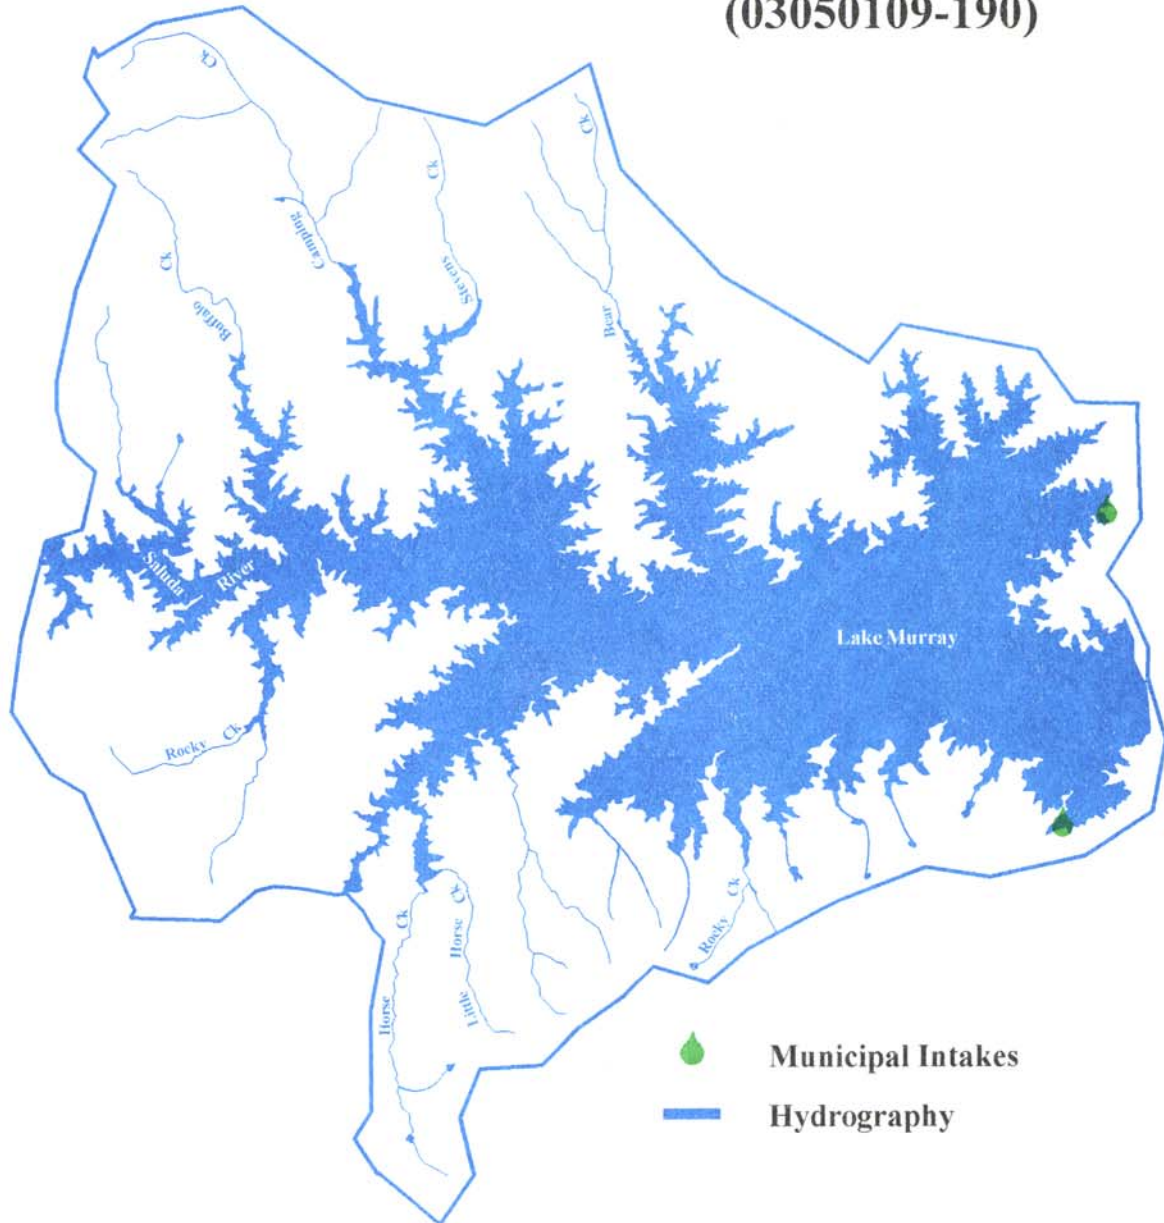 (03050109-190)
Ck
Ck
Ck
Camping
Ck
Stevens
Buffalo
Bear
Saluda
River
Lake Murray
Rocky Ck
Ck
Ck
Ck
Horse
Rocky
Horse
Little
Municipal Intakes
Hydrography